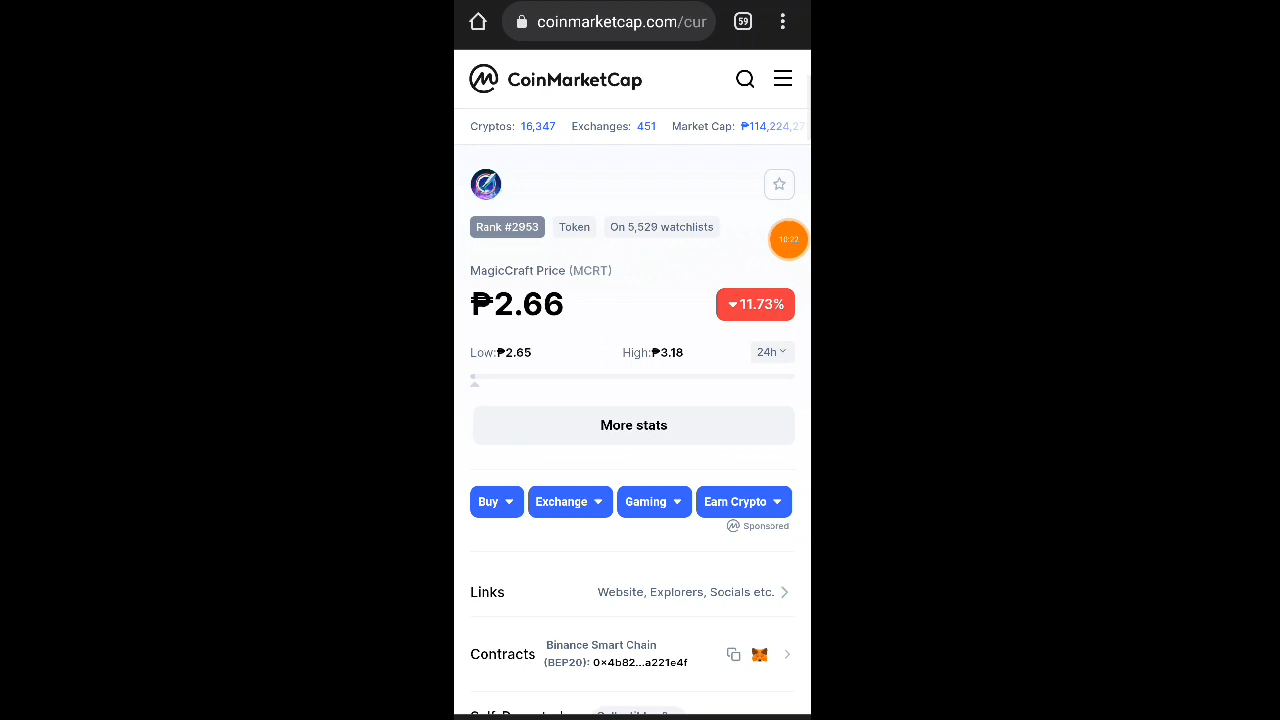 coinmarketcap.com/cur
59
CoinMarketCap
Cryptos: 16,347 Exchanges: 451 Market Cap: ₱114,224,27
Rank #2953 Token On 5,529 watchlists
10:22
MagicCraft Price (MCRT)
₱2.66 11.73%
Low:₱2.65 High:₱3.18 24h
More stats
Buy Exchange Gaming Earn Crypto
Sponsored
Links Website, Explorers, Socials etc.
Contracts Binance Smart Chain
(BEP20): 0x4b82...a221e4f